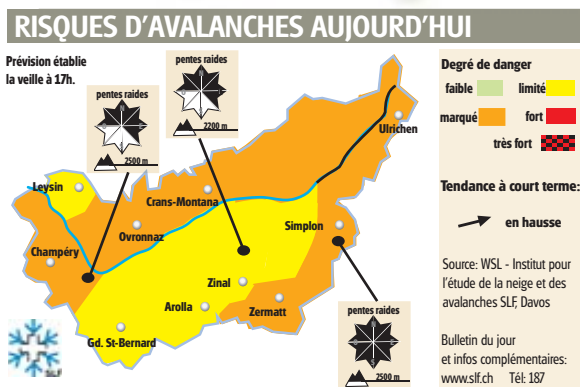 RISQUES D'AVALANCHES AUJOURD'HUI
Prévision établie
la veille à 17h.
pentes raides
2500 m
pentes raides
2200 m
Ulrichen
Leysin
Crans-Montana
Ovronnaz
Champéry
Simplon
Zinal
Arolla
Zermatt
Gd. St-Bernard
pentes raides
2500 m
SLF
Degré de danger
faible limité
marqué fort
très fort
Tendance à court terme:
en hausse
Source: WSL - Institut pour
l'étude de la neige et des
avalanches SLF, Davos
Bulletin du jour
et infos complémentaires:
www.slf.ch Tél: 187